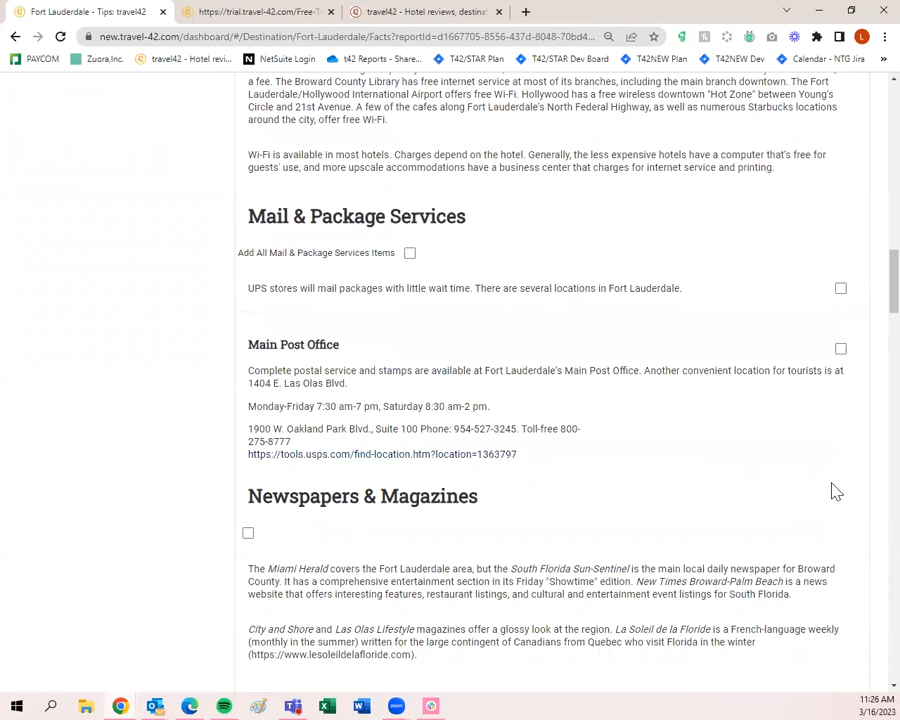 Fort Lauderdale - Tips: travel42
https://trial.travel-42.com/Free-T
travel42 - Hotel reviews, destinat
new.travel-42.com/dashboard/#/Destination/Fort-Lauderdale/Facts?reportId=d1667705-8556-437d-8048-70bd4...
PAYCOM
Zuora,Inc.
travel42 - Hotel revi...
NetSuite Login
t42 Reports - Share...
T42/STAR Plan
T42/STAR Dev Board
T42NEW Plan
T42NEW Dev
Calendar - NTG Jira
a fee. The Broward County Library has free internet service at most of its branches, including the main branch downtown. The Fort
Lauderdale/Hollywood International Airport offers free Wi-Fi. Hollywood has a free wireless downtown "Hot Zone" between Young's
Circle and 21st Avenue. A few of the cafes along Fort Lauderdale's North Federal Highway, as well as numerous Starbucks locations
around the city, offer free Wi-Fi.
Wi-Fi is available in most hotels. Charges depend on the hotel. Generally, the less expensive hotels have a computer that's free for
guests' use, and more upscale accommodations have a business center that charges for internet service and printing.
Mail & Package Services
Add All Mail & Package Services Items
UPS stores will mail packages with little wait time. There are several locations in Fort Lauderdale.
Main Post Office
Complete postal service and stamps are available at Fort Lauderdale's Main Post Office. Another convenient location for tourists is at
1404 E. Las Olas Blvd.
Monday-Friday 7:30 am-7 pm, Saturday 8:30 am-2 pm.
1900 W. Oakland Park Blvd., Suite 100 Phone: 954-527-3245. Toll-free 800-
275-8777
https://tools.usps.com/find-location.htm?location=1363797
Newspapers & Magazines
The Miami Herald covers the Fort Lauderdale area, but the South Florida Sun-Sentinel is the main local daily newspaper for Broward
County. It has a comprehensive entertainment section in its Friday "Showtime" edition. New Times Broward-Palm Beach is a news
website that offers interesting features, restaurant listings, and cultural and entertainment event listings for South Florida.
City and Shore and Las Olas Lifestyle magazines offer a glossy look at the region. La Soleil de la Floride is a French-language weekly
(monthly in the summer) written for the large contingent of Canadians from Quebec who visit Florida in the winter
(https://www.lesoleildelafloride.com).
11:26 AM
3/16/2023